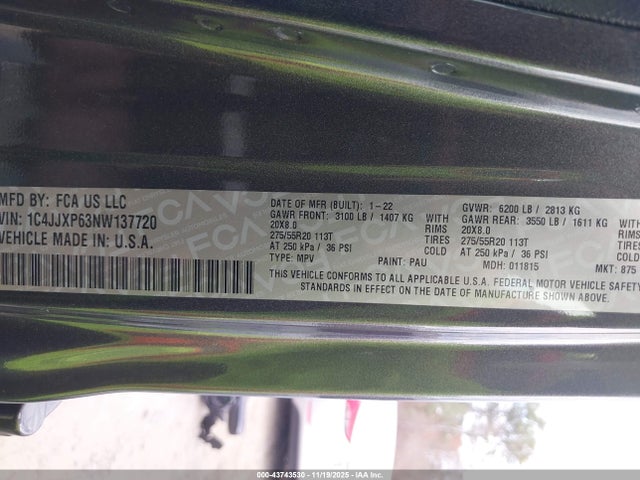 MFD BY: FCA US LLC
VIN: 1C4JJXP63NW137720
VEHICLE MADE IN U.S.A.
DATE OF MFR (BUILT): 1-22
GAWR FRONT: 3100 LB / 1407 KG WITH
20X8.0 RIMS
275/55R20 113T TIRES
AT 250 kPa / 36 PSI COLD
TYPE: MPV PAINT: PAU MDH: 011815
GVWR: 6200 LB / 2813 KG
GAWR REAR: 3550 LB / 1611 KG WITH
20X8.0 RIMS
275/55R20 113T TIRES
AT 250 kPa / 36 PSI COLD
MKT: 875
THIS VEHICLE CONFORMS TO ALL APPLICABLE U.S.A. FEDERAL MOTOR VEHICLE SAFETY
STANDARDS IN EFFECT ON THE DATE OF MANUFACTURE SHOWN ABOVE.
000-43743530 - 11/19/2025 - IAAI.COM